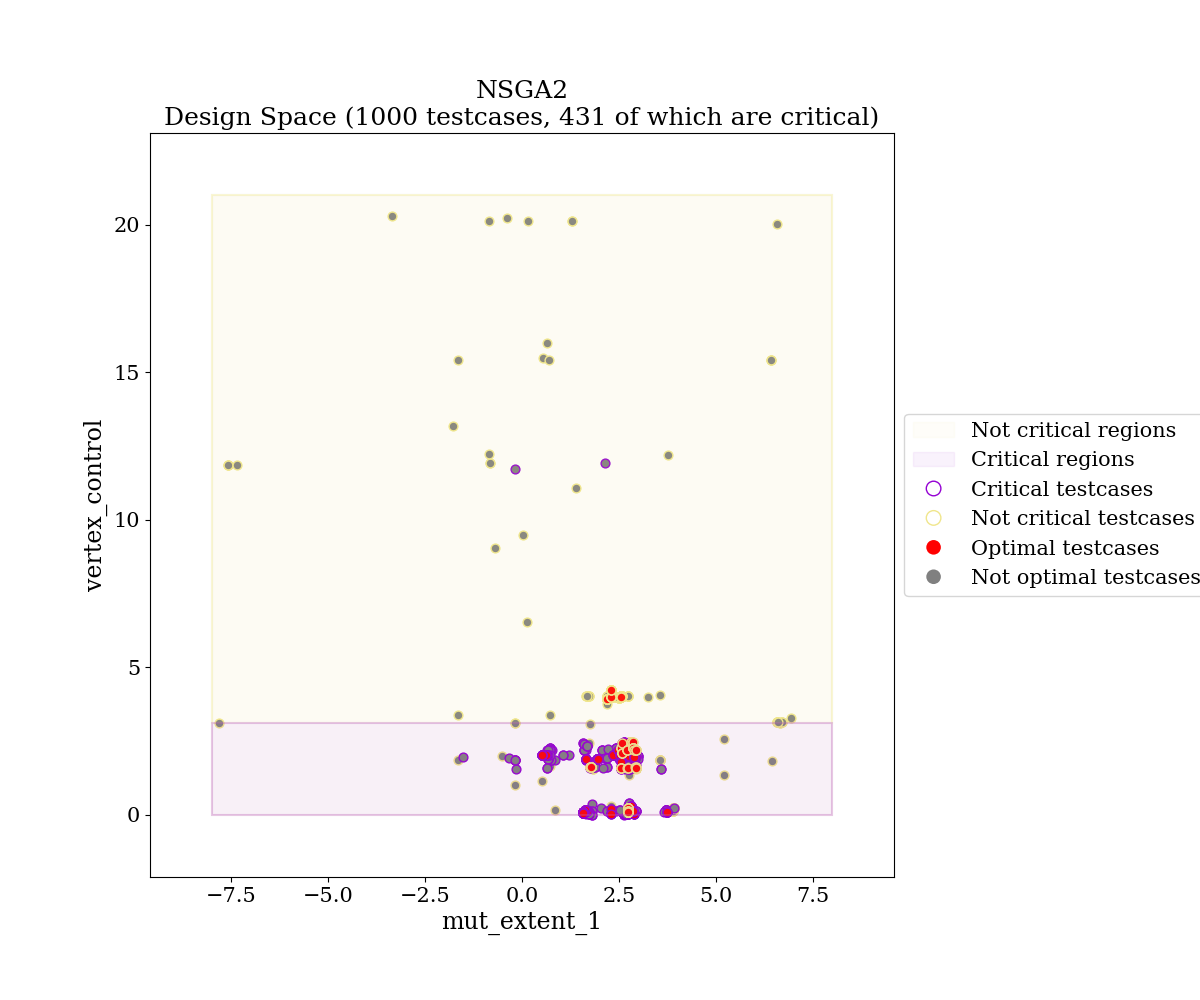 NSGA2
Design Space (1000 testcases, 431 of which are critical)
20
15
10
5
0
vertex_control
−7.5
−5.0
−2.5
0.0
2.5
5.0
7.5
mut_extent_1
Not critical regions
Critical regions
Critical testcases
Not critical testcases
Optimal testcases
Not optimal testcases